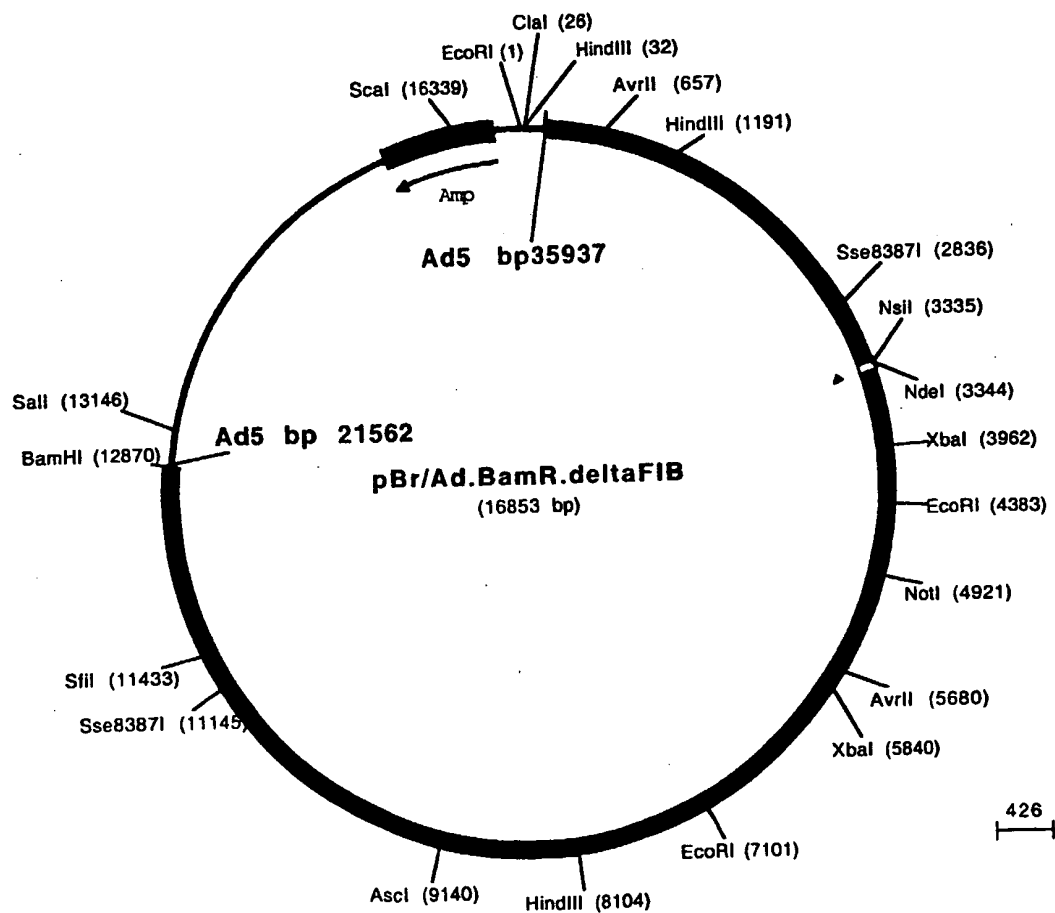 ClaI (26)
EcoRI (1)
HindIII (32)
ScaI (16339)
AvrII (657)
HindIII (1191)
Amp
Ad5 bp35937
Sse8387I (2836)
NsiI (3335)
NdeI (3344)
SalI (13146)
Ad5 bp 21562
BamHI (12870)
XbaI (3962)
pBr/Ad.BamR.deltaFIB
(16853 bp)
EcoRI (4383)
NotI (4921)
SfiI (11433)
Sse8387I (11145)
AvrII (5680)
XbaI (5840)
426
EcoRI (7101)
AscI (9140)
HindIII (8104)